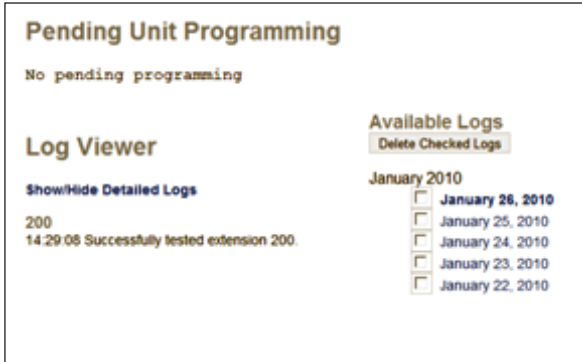 Pending Unit Programming
No pending programming
Log Viewer
Show/Hide Detailed Logs
200
14:29:08 Successfully tested extension 200.
Available Logs
Delete Checked Logs
January 2010
January 26, 2010
January 25, 2010
January 24, 2010
January 23, 2010
January 22, 2010